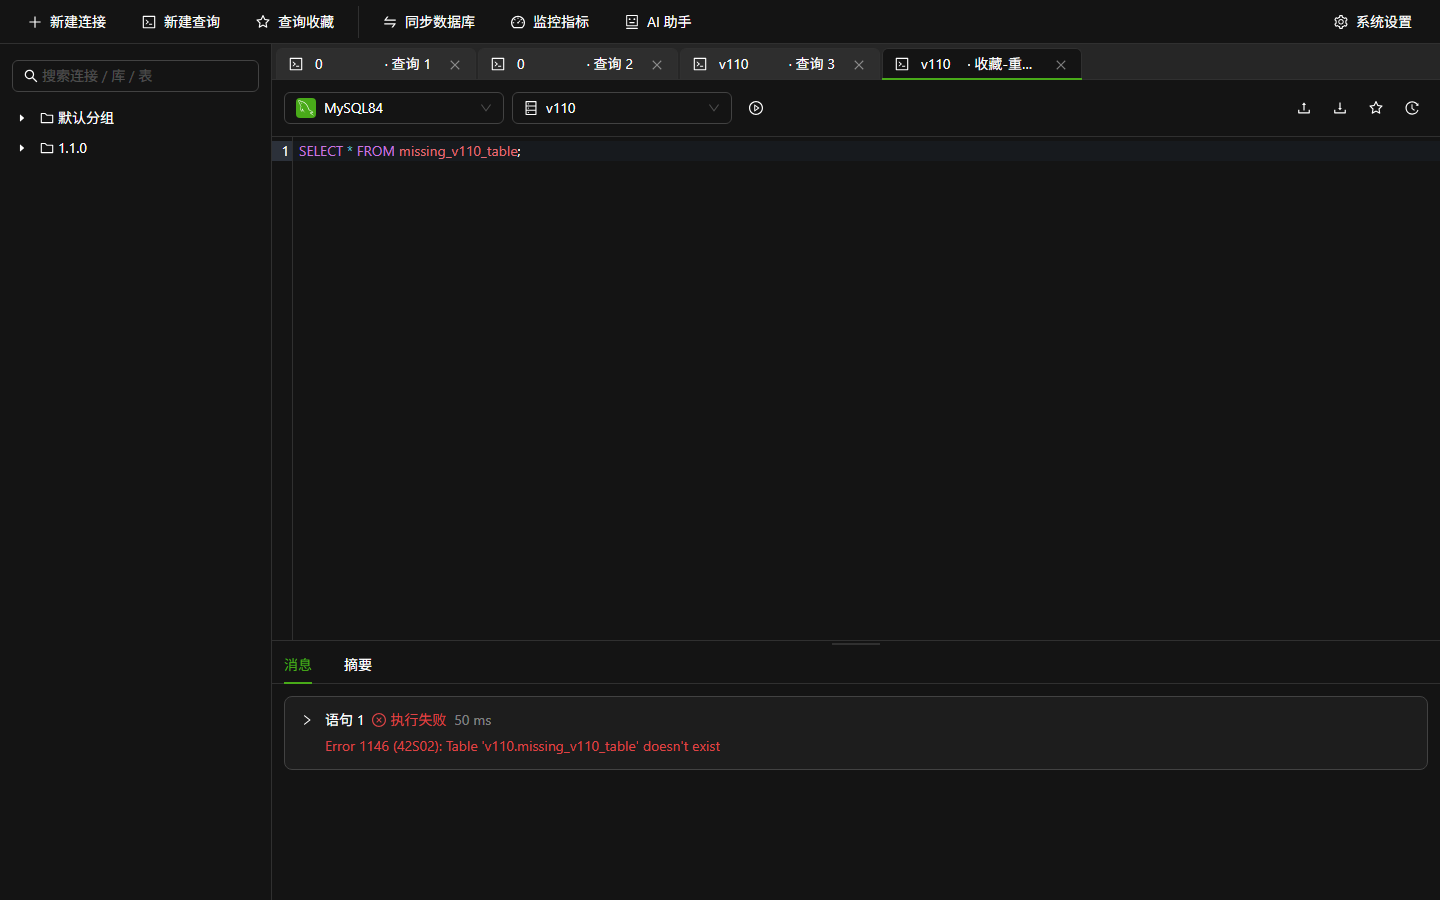 新建连接 新建查询 查询收藏 同步数据库 监控指标 AI 助手 系统设置
搜索连接 / 库 / 表
默认分组
1.1.0
0 · 查询 1
0 · 查询 2
v110 · 查询 3
v110 · 收藏-重...
MySQL84 v110
1 SELECT * FROM missing_v110_table;
消息 摘要
语句 1 执行失败 50 ms
Error 1146 (42S02): Table 'v110.missing_v110_table' doesn't exist